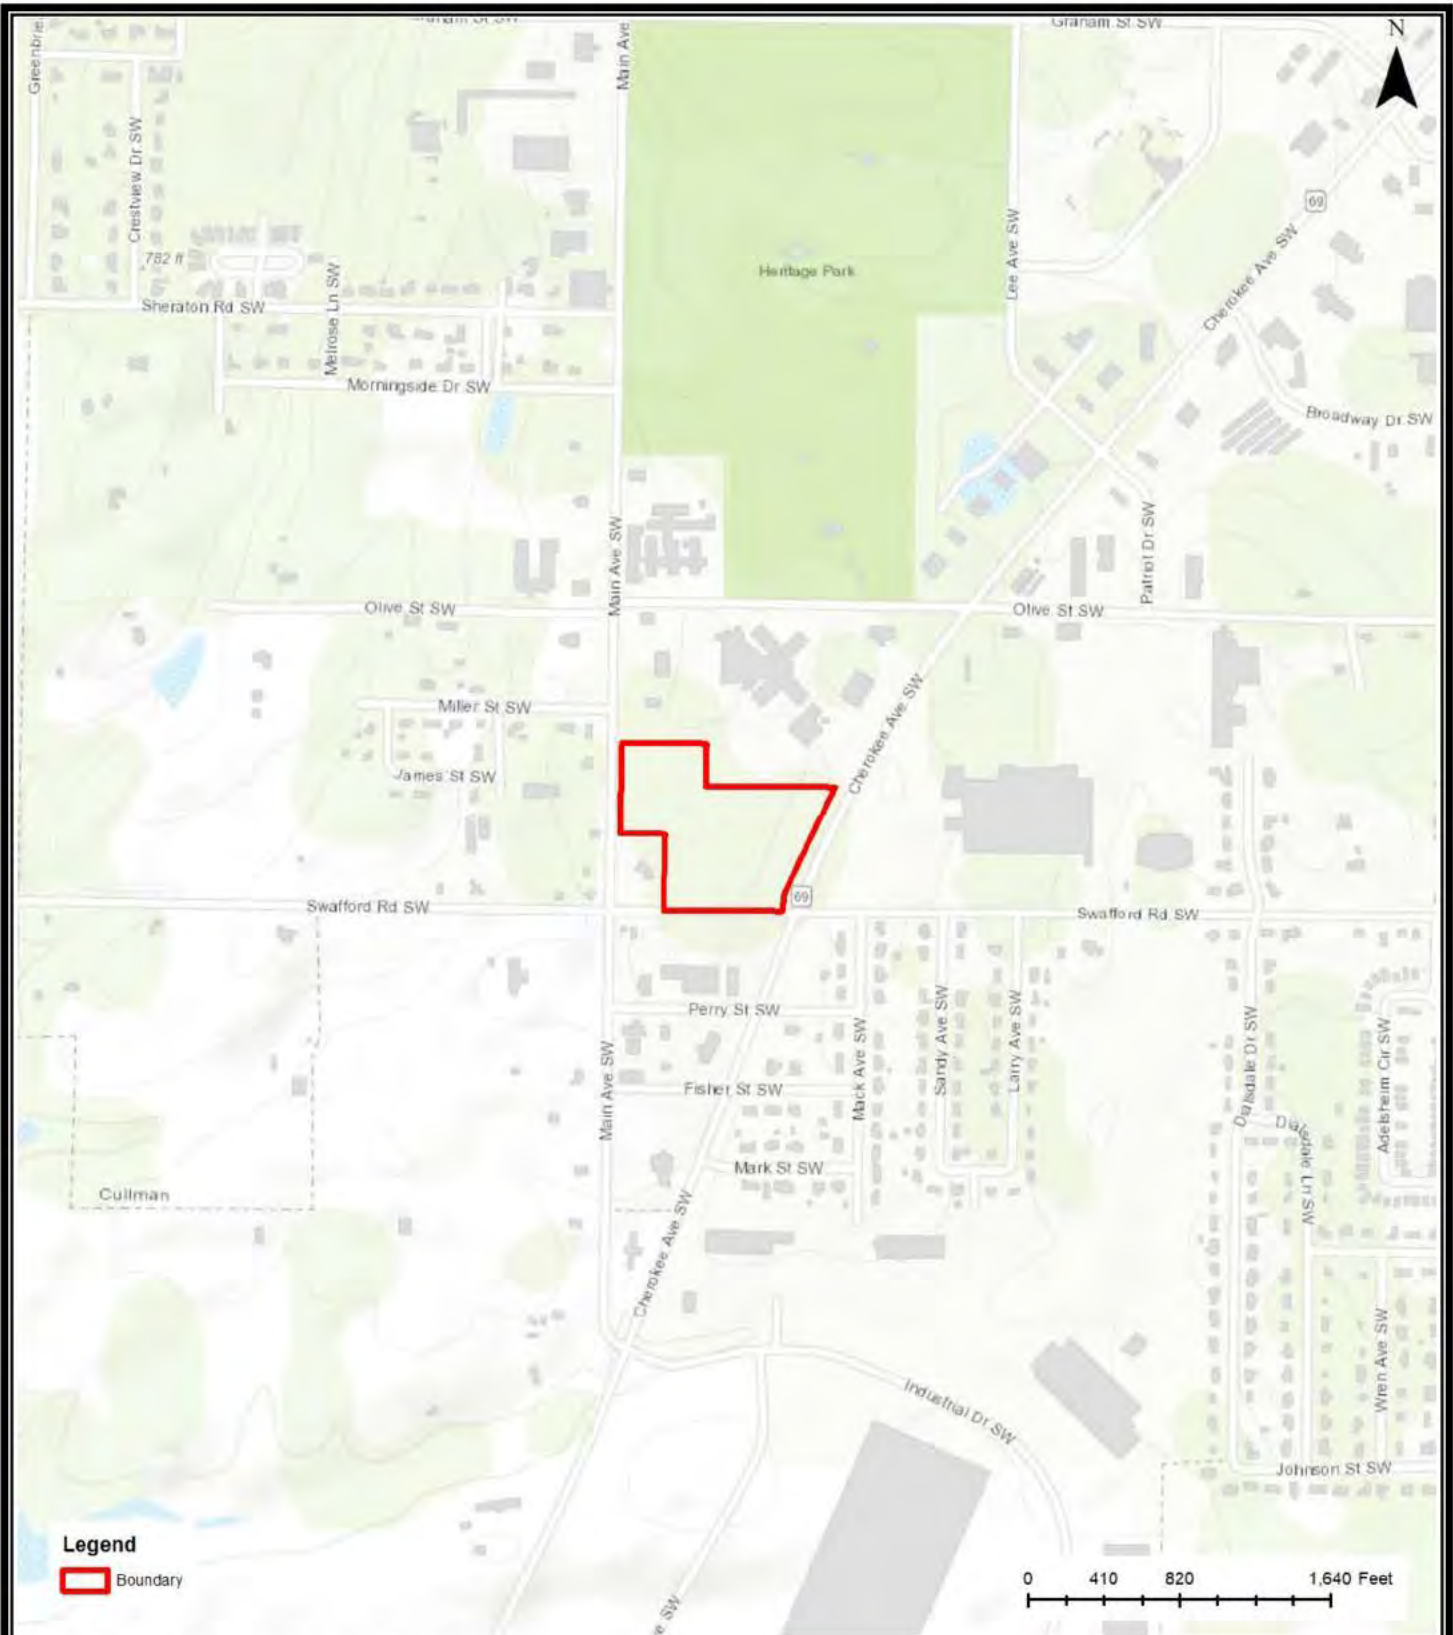 Graham St SW
N
Greenbrie
Main Ave
Crestview Dr SW
69
782 ft
Heritage Park
Lee Ave SW
Cherokee Ave SW
Sheraton Rd SW
Melrose Ln SW
Morningside Dr SW
Broadway Dr SW
Main Ave SW
Patriot Dr SW
Olive St SW
Olive St SW
Miller St SW
Cherokee Ave SW
James St SW
69
Swafford Rd SW
Swafford Rd SW
Perry St SW
Main Ave SW
Fisher St SW
Mack Ave SW
Sandy Ave SW
Larry Ave SW
Dialsdale Dr SW
Dialsdale Ln SW
Adelsheim Cir SW
Mark St SW
Cullman
Cherokee Ave SW
Industrial Dr SW
Wren Ave SW
Johnson St SW
Legend
Boundary
0 410 820 1,640 Feet
e SW